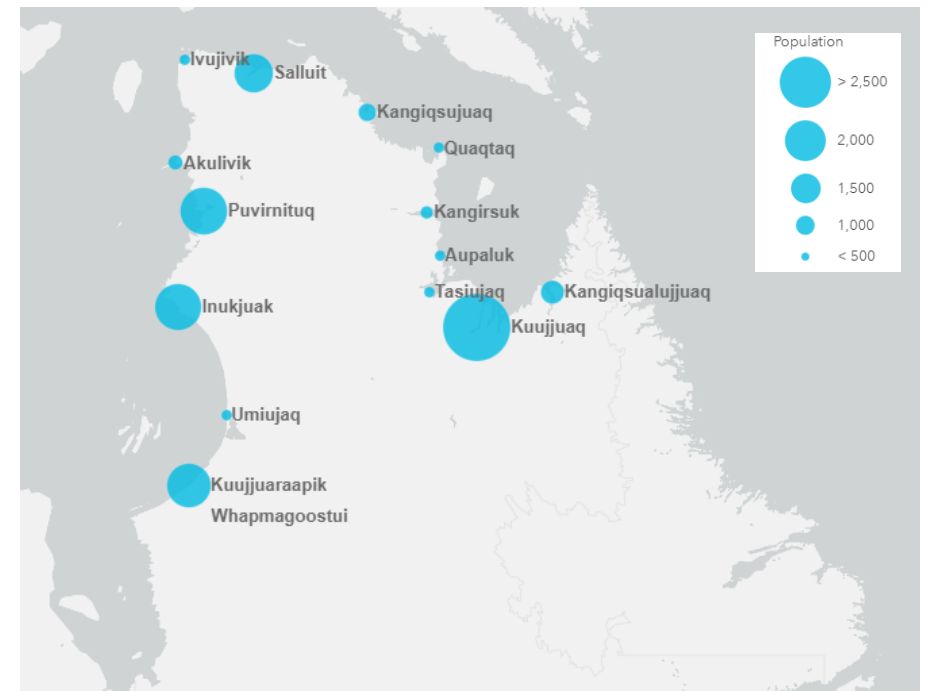 Population
> 2,500
2,000
1,500
1,000
< 500
Ivujivik
Salluit
Kangiqsujuaq
Quaqtaq
Akulivik
Puvirnituq
Kangirsuk
Aupaluk
Tasiujaq
Kangiqsualujjuaq
Inukjuak
Kuujjuaq
Umiujaq
Kuujjuaraapik
Whapmagoostui